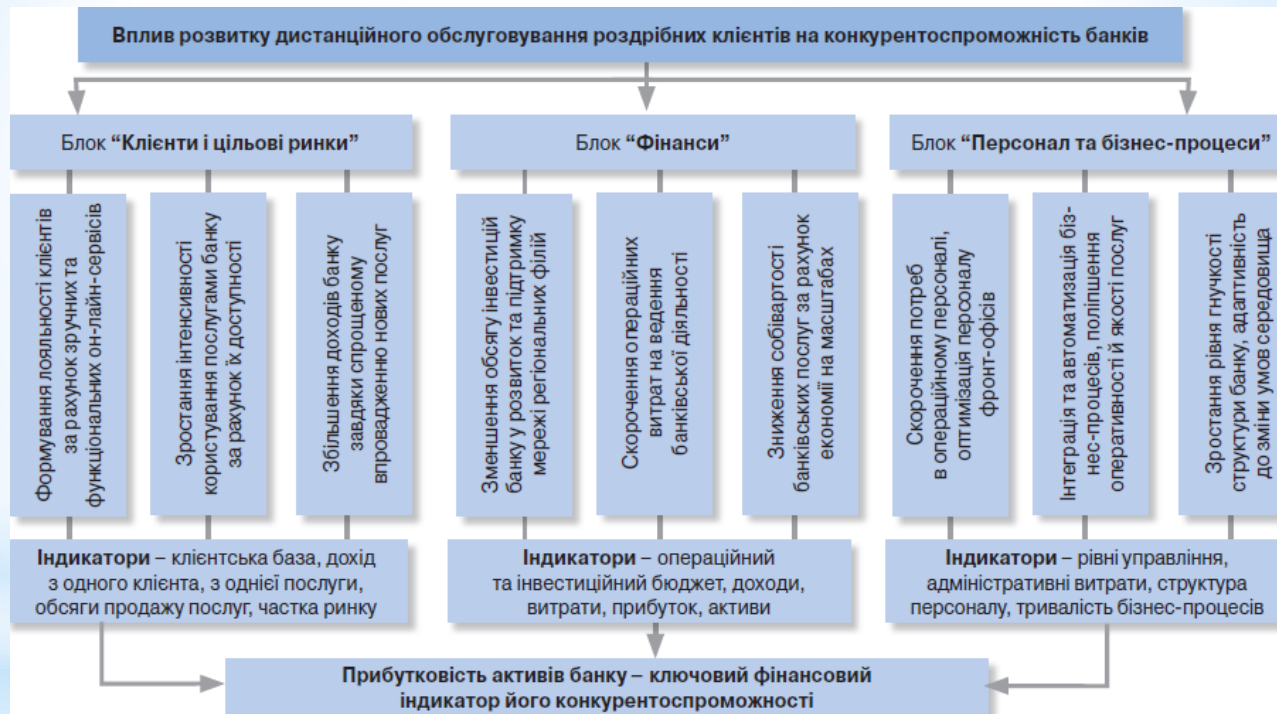 Вплив розвитку дистанційного обслуговування роздрібних клієнтів на конкурентоспроможність банків
Блок “Клієнти і цільові ринки”
Формування лояльності клієнтів
за рахунок зручних та
функціональних он-лайн-сервісів
Зростання інтенсивності
користування послугами банку
за рахунок їх доступності
Збільшення доходів банку
завдяки спрощеному
впровадженню нових послуг
Індикатори – клієнтська база, дохід
з одного клієнта, з однієї послуги,
обсяги продажу послуг, частка ринку
Блок “Фінанси”
Зменшення обсягу інвестицій
банку у розвиток та підтримку
мережі регіональних філій
Скорочення операційних
витрат на ведення
банківської діяльності
Зниження собівартості
банківських послуг за рахунок
економії на масштабах
Індикатори – операційний
та інвестиційний бюджет, доходи,
витрати, прибуток, активи
Блок “Персонал та бізнес-процеси”
Скорочення потреб
в операційному персоналі,
оптимізація персоналу
фронт-офісів
Інтеграція та автоматизація біз-
нес-процесів, поліпшення
оперативності й якості послуг
Зростання рівня гнучкості
структури банку, адаптивність
до зміни умов середовища
Індикатори – рівні управління,
адміністративні витрати, структура
персоналу, тривалість бізнес-процесів
Прибутковість активів банку – ключовий фінансовий
індикатор його конкурентоспроможності